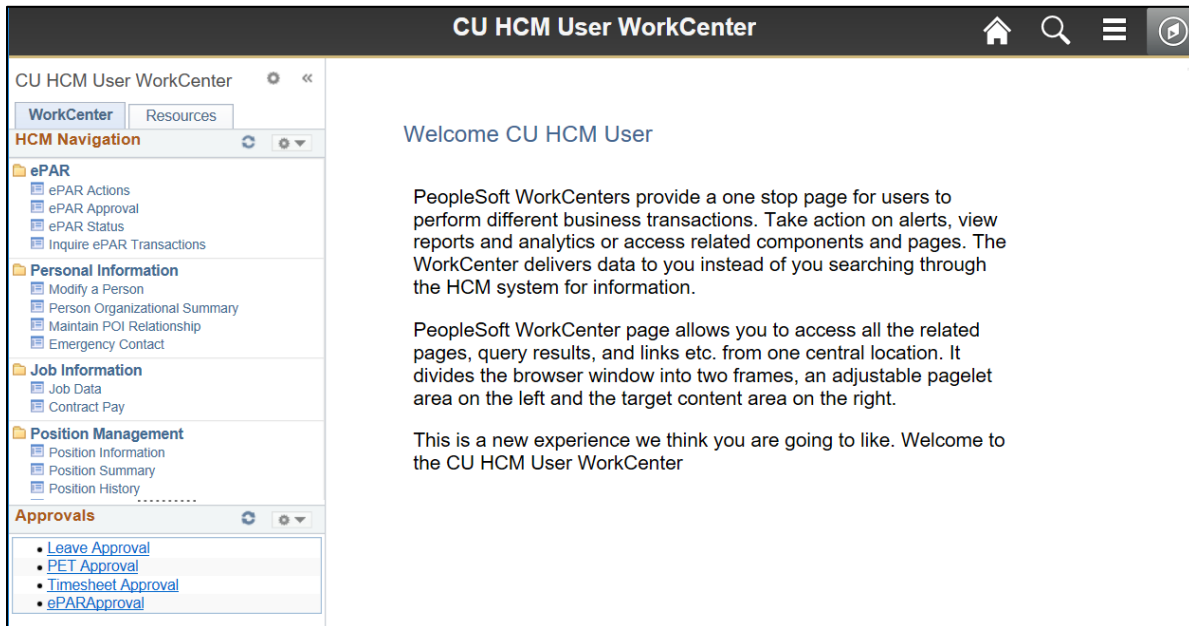 CU HCM User WorkCenter
CU HCM User WorkCenter
WorkCenter Resources
HCM Navigation
ePAR
ePAR Actions
ePAR Approval
ePAR Status
Inquire ePAR Transactions
Personal Information
Modify a Person
Person Organizational Summary
Maintain POI Relationship
Emergency Contact
Job Information
Job Data
Contract Pay
Position Management
Position Information
Position Summary
Position History
Approvals
Leave Approval
PET Approval
Timesheet Approval
ePARApproval
Welcome CU HCM User
PeopleSoft WorkCenters provide a one stop page for users to
perform different business transactions. Take action on alerts, view
reports and analytics or access related components and pages. The
WorkCenter delivers data to you instead of you searching through
the HCM system for information.
PeopleSoft WorkCenter page allows you to access all the related
pages, query results, and links etc. from one central location. It
divides the browser window into two frames, an adjustable pagelet
area on the left and the target content area on the right.
This is a new experience we think you are going to like. Welcome to
the CU HCM User WorkCenter